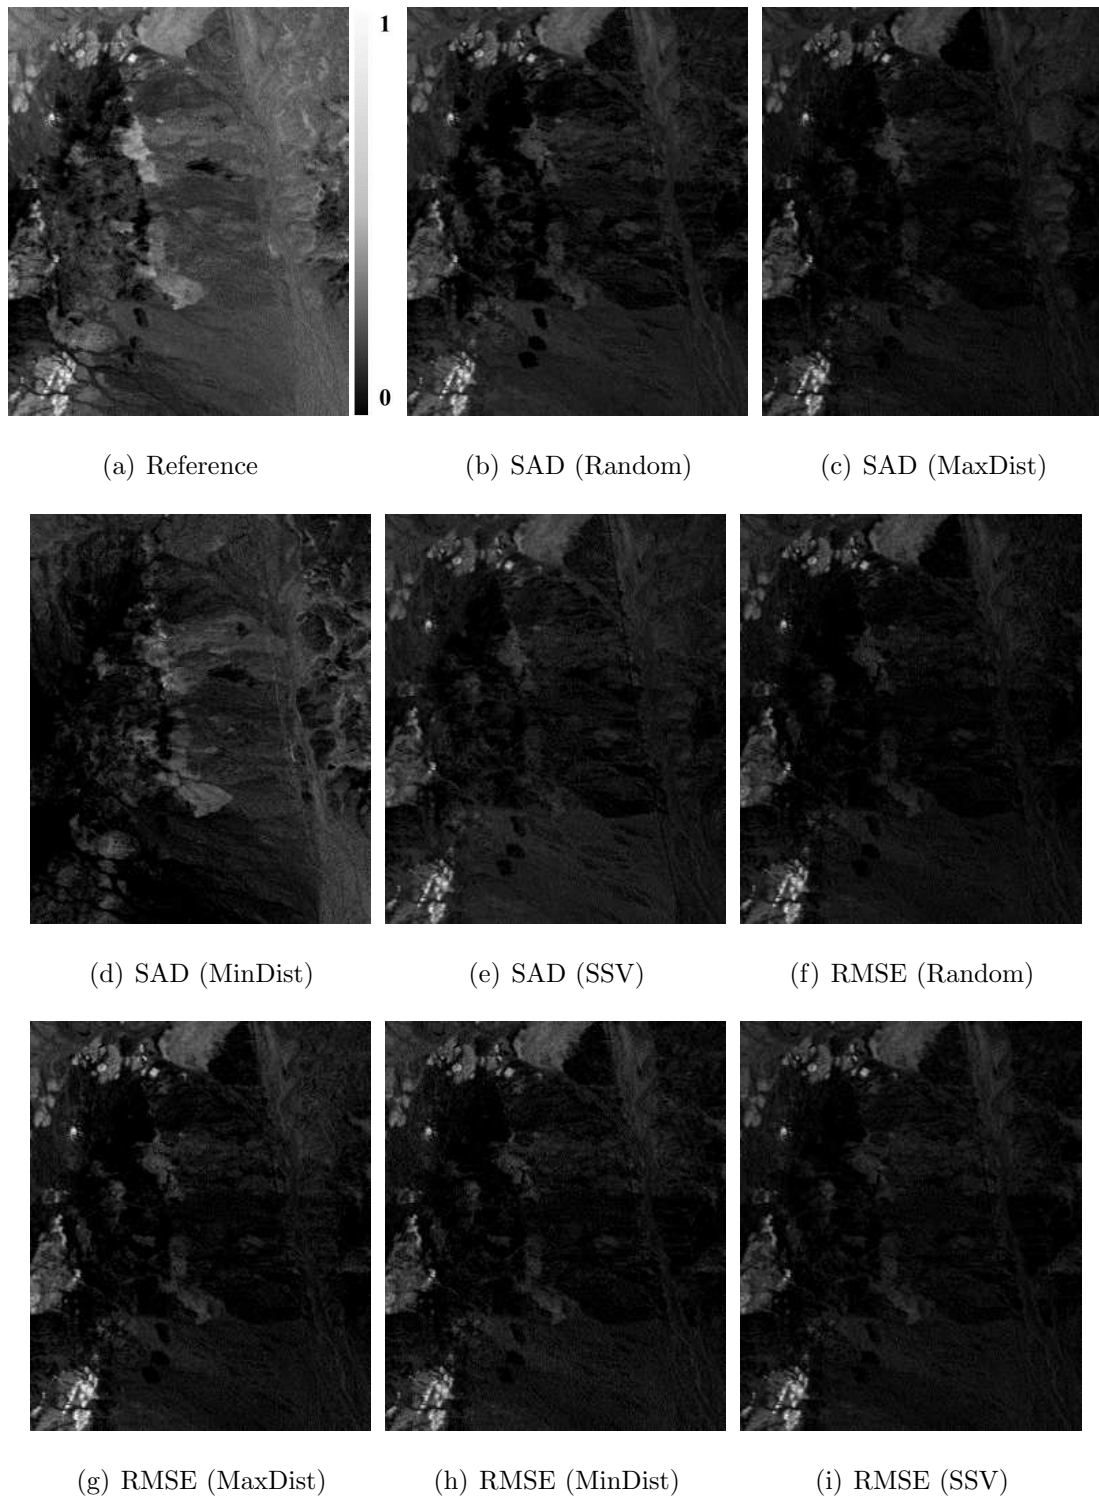 1
0
(a) Reference
(b) SAD (Random)
(c) SAD (MaxDist)
(d) SAD (MinDist)
(e) SAD (SSV)
(f) RMSE (Random)
(g) RMSE (MaxDist)
(h) RMSE (MinDist)
(i) RMSE (SSV)